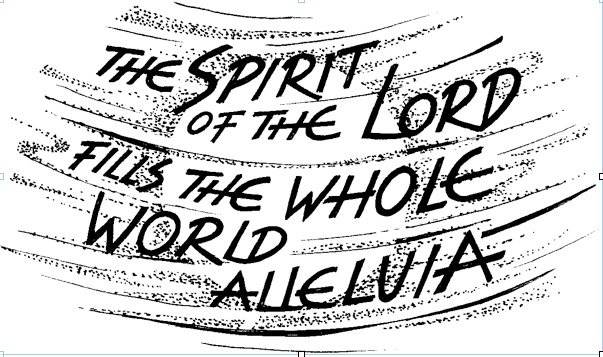 THE SPIRIT
OF THE LORD
FILLS THE WHOLE
WORLD
ALLELUIA